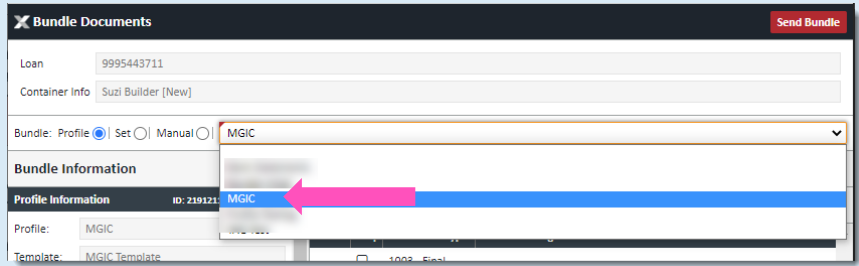 Bundle Documents
Send Bundle
Loan 9995443711
Container Info Suzi Builder [New]
Bundle: Profile | Set | Manual | MGIC
Bundle Information
MGIC
Profile Information ID: 219121
Profile: MGIC
Template: MGIC Template
1003 - Final